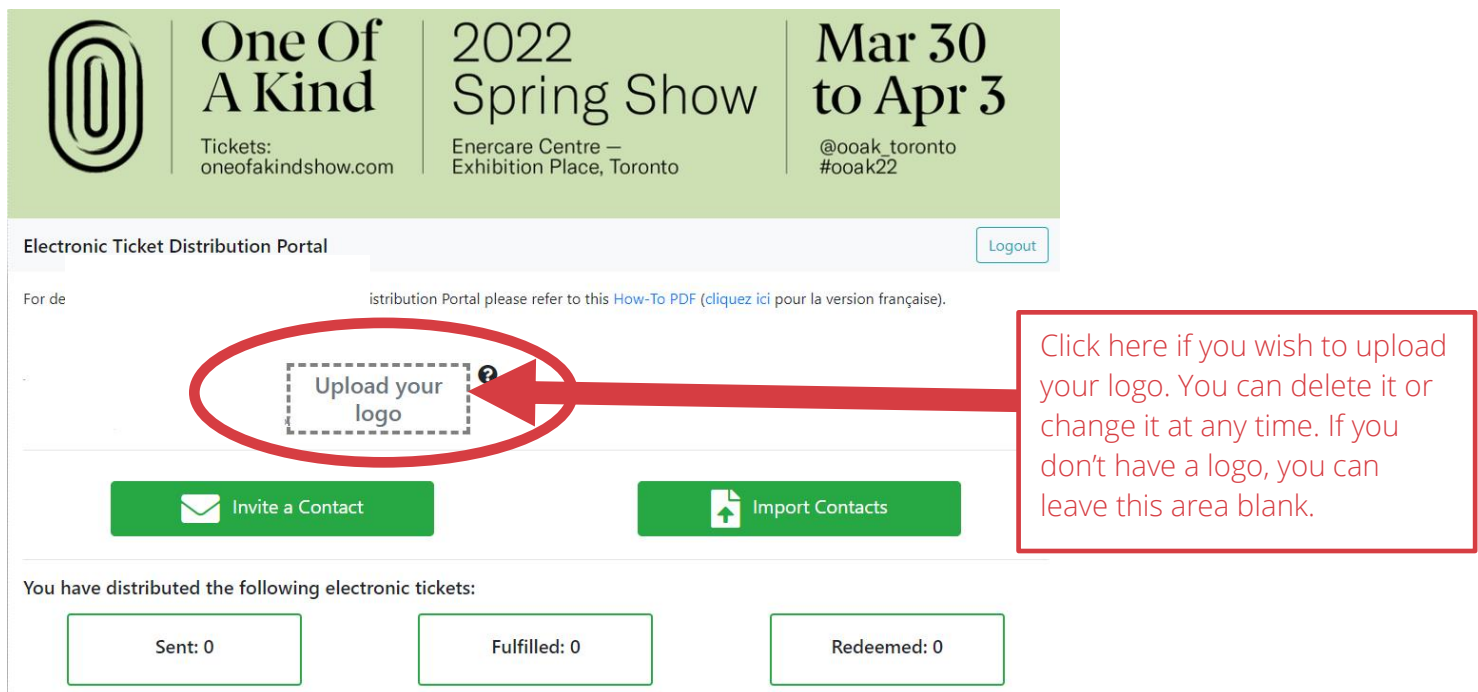 One Of
A Kind
Tickets:
oneofakindshow.com
2022
Spring Show
Enercare Centre –
Exhibition Place, Toronto
Mar 30
to Apr 3
@ooak_toronto
#ooak22
Electronic Ticket Distribution Portal
Logout
For de istribution Portal please refer to this How-To PDF (cliquez ici pour la version française).
Upload your
logo
?
Click here if you wish to upload
your logo. You can delete it or
change it at any time. If you
don’t have a logo, you can
leave this area blank.
Invite a Contact
Import Contacts
You have distributed the following electronic tickets:
Sent: 0
Fulfilled: 0
Redeemed: 0